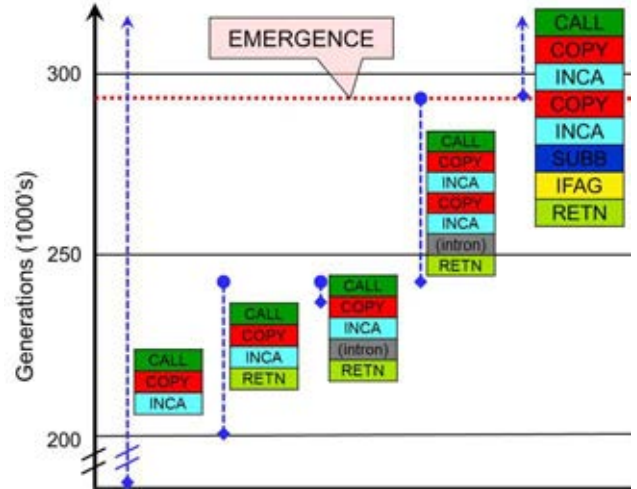 EMERGENCE
Generations (1000's)
300
250
200
CALL
COPY
INCA
CALL
COPY
INCA
RETN
CALL
COPY
INCA
(intron)
RETN
CALL
COPY
INCA
COPY
INCA
(intron)
RETN
CALL
COPY
INCA
COPY
INCA
SUBB
IFAG
RETN